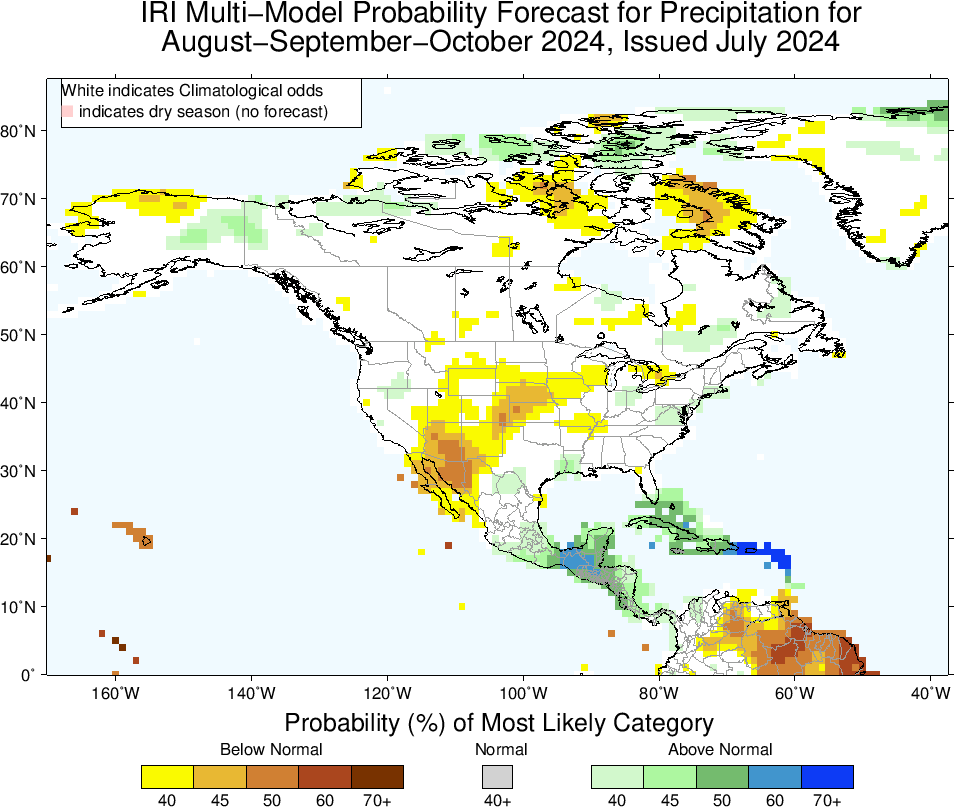 IRI Multi−Model Probability Forecast for Precipitation for
August−September−October 2024, Issued July 2024
White indicates Climatological odds
indicates dry season (no forecast)
80°N
70°N
60°N
50°N
40°N
30°N
20°N
10°N
0°
160°W 140°W 120°W 100°W 80°W 60°W 40°W
Probability (%) of Most Likely Category
Below Normal Normal Above Normal
40 45 50 60 70+ 40+ 40 45 50 60 70+